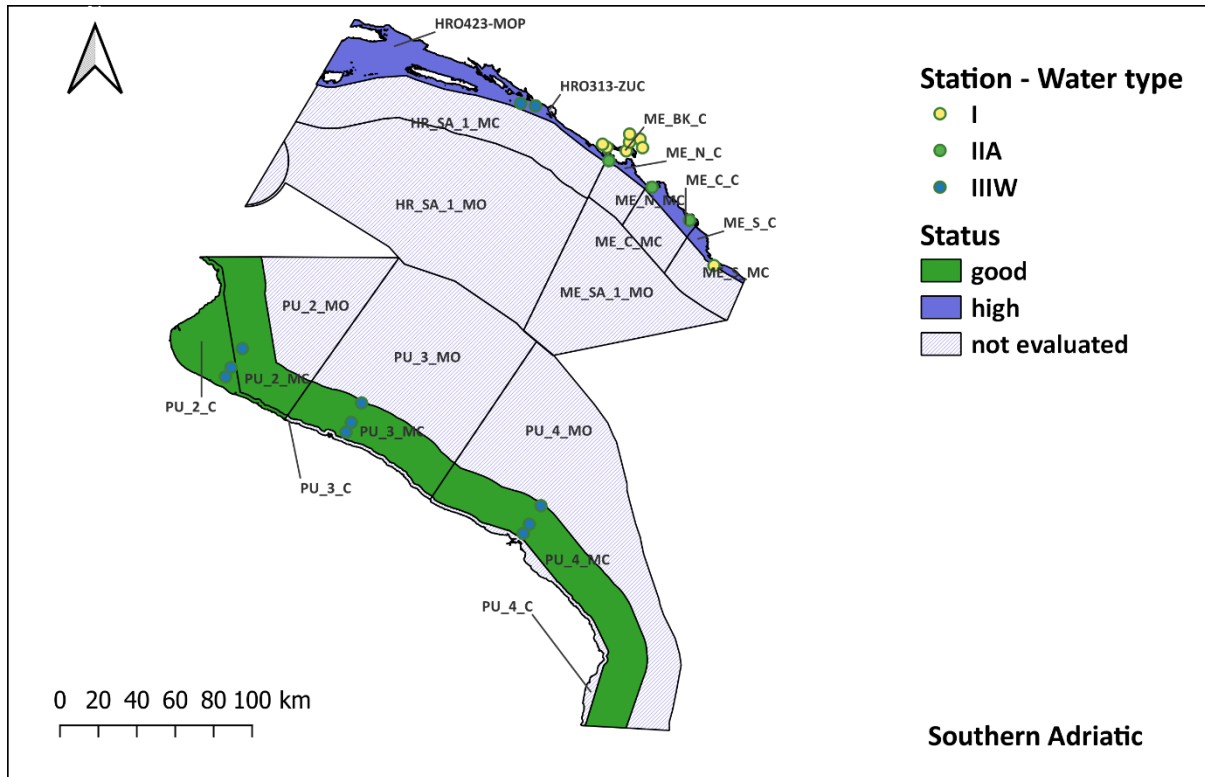 HRO423-MOP
HRO313-ZUC
HR_SA_1_MC
ME_BK_C
ME_N_C
ME_C_C
ME_N_MC
HR_SA_1_MO
ME_S_C
ME_C_MC
ME_S_MC
ME_SA_1_MO
PU_2_MO
PU_3_MO
PU_2_MC
PU_2_C
PU_3_MC
PU_4_MO
PU_3_C
PU_4_MC
PU_4_C
0 20 40 60 80 100 km
Station - Water type
I
IIA
IIIW
Status
good
high
not evaluated
Southern Adriatic